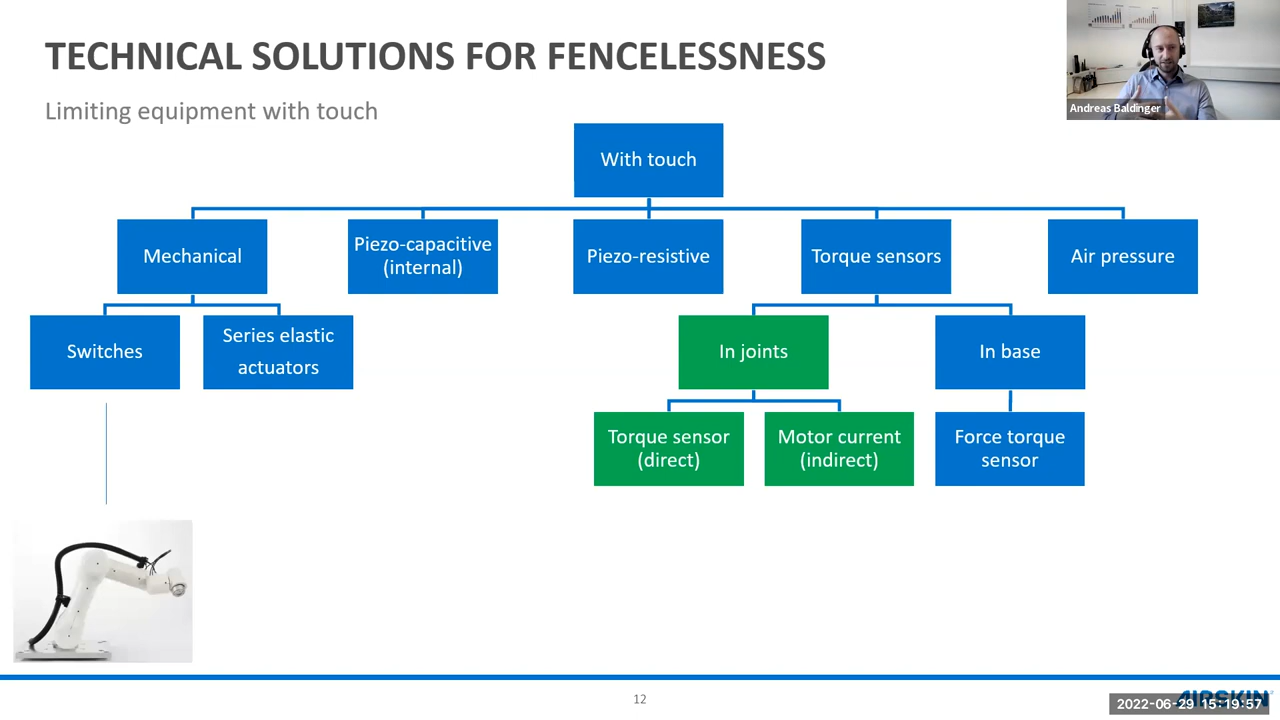 TECHNICAL SOLUTIONS FOR FENCELESSNESS
Limiting equipment with touch
Andreas Baldinger
With touch
Mechanical
Piezo-capacitive
(internal)
Piezo-resistive
Torque sensors
Air pressure
Switches
Series elastic
actuators
In joints
In base
Torque sensor
(direct)
Motor current
(indirect)
Force torque
sensor
12
AIRSKIN
2022-06-29 15:19:57